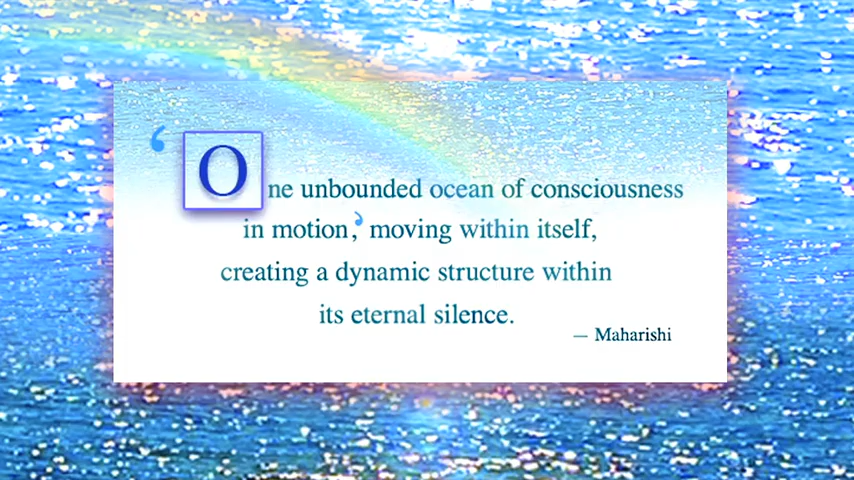 ‘One unbounded ocean of consciousness
in motion,’ moving within itself,
creating a dynamic structure within
its eternal silence.
— Maharishi